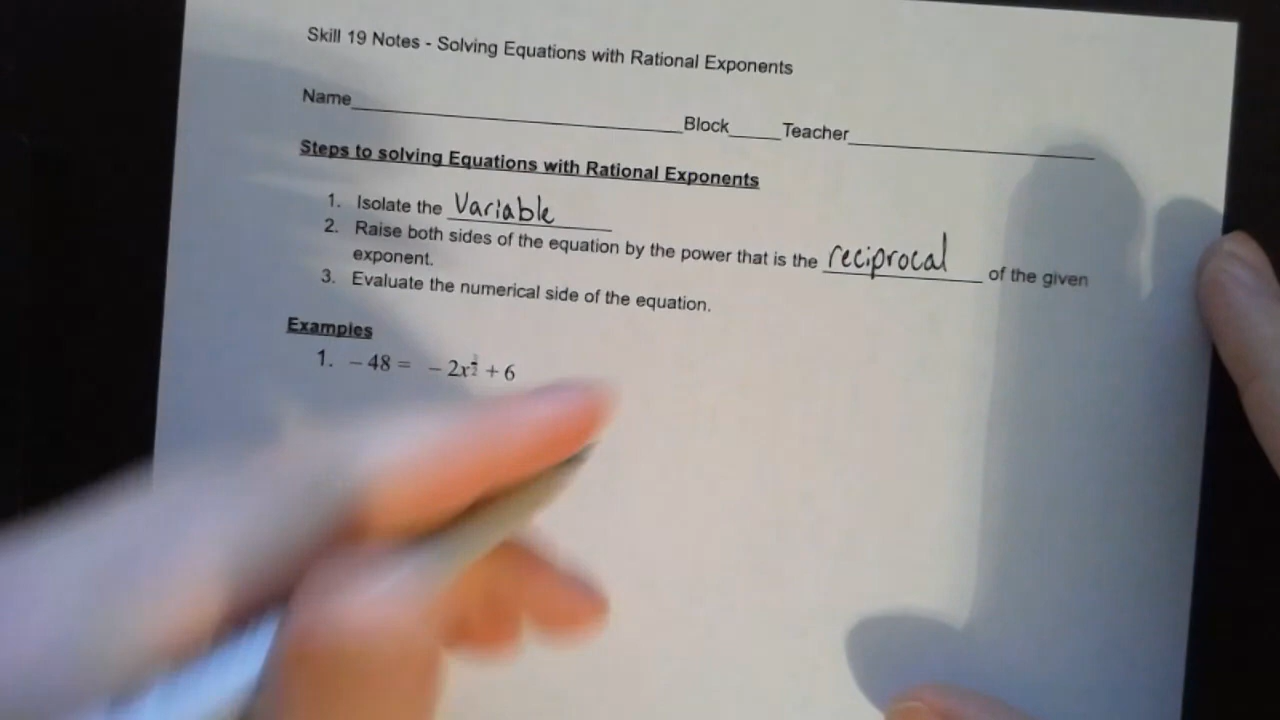 Skill 19 Notes - Solving Equations with Rational Exponents
Name Block Teacher
Steps to solving Equations with Rational Exponents
1. Isolate the Variable
2. Raise both sides of the equation by the power that is the reciprocal of the given
exponent.
3. Evaluate the numerical side of the equation.
Examples
1. – 48 = – 2x + 6